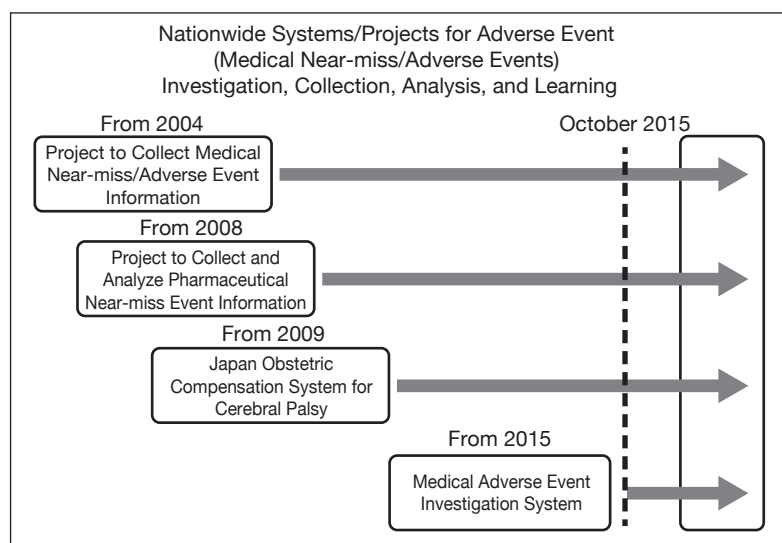 Nationwide Systems/Projects for Adverse Event
(Medical Near-miss/Adverse Events)
Investigation, Collection, Analysis, and Learning
From 2004
October 2015
Project to Collect Medical
Near-miss/Adverse Event
Information
From 2008
Project to Collect and
Analyze Pharmaceutical
Near-miss Event Information
From 2009
Japan Obstetric
Compensation System for
Cerebral Palsy
From 2015
Medical Adverse Event
Investigation System